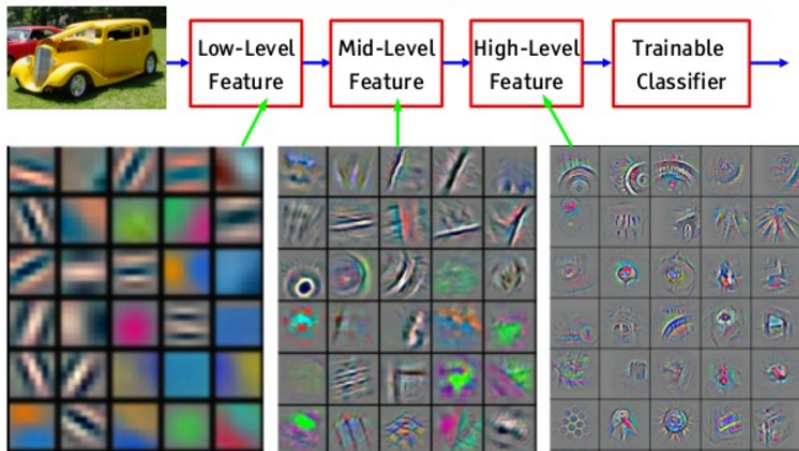 Low-Level
Feature
Mid-Level
Feature
High-Level
Feature
Trainable
Classifier